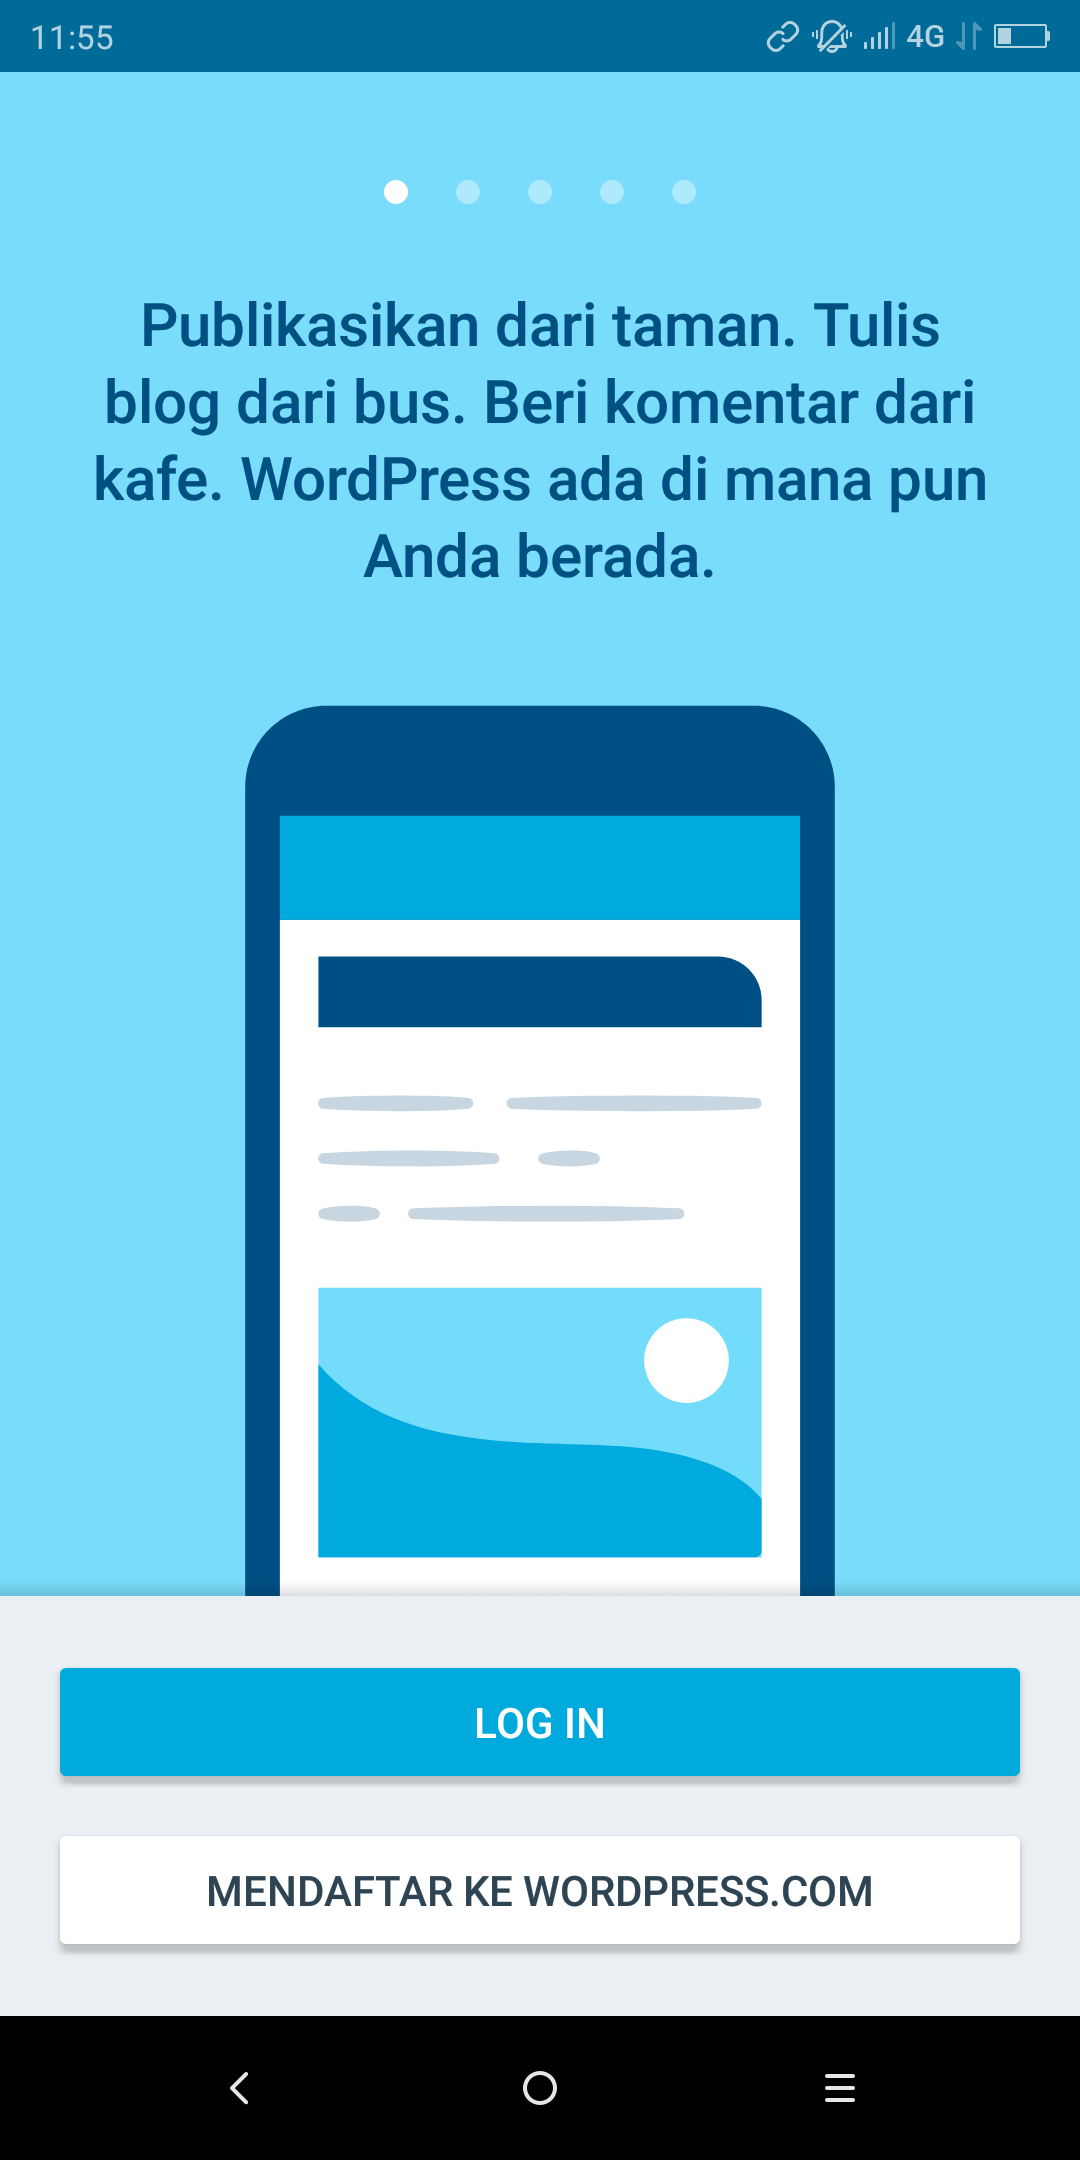 11:55
4G
Publikasikan dari taman. Tulis
blog dari bus. Beri komentar dari
kafe. WordPress ada di mana pun
Anda berada.
LOG IN
MENDAFTAR KE WORDPRESS.COM